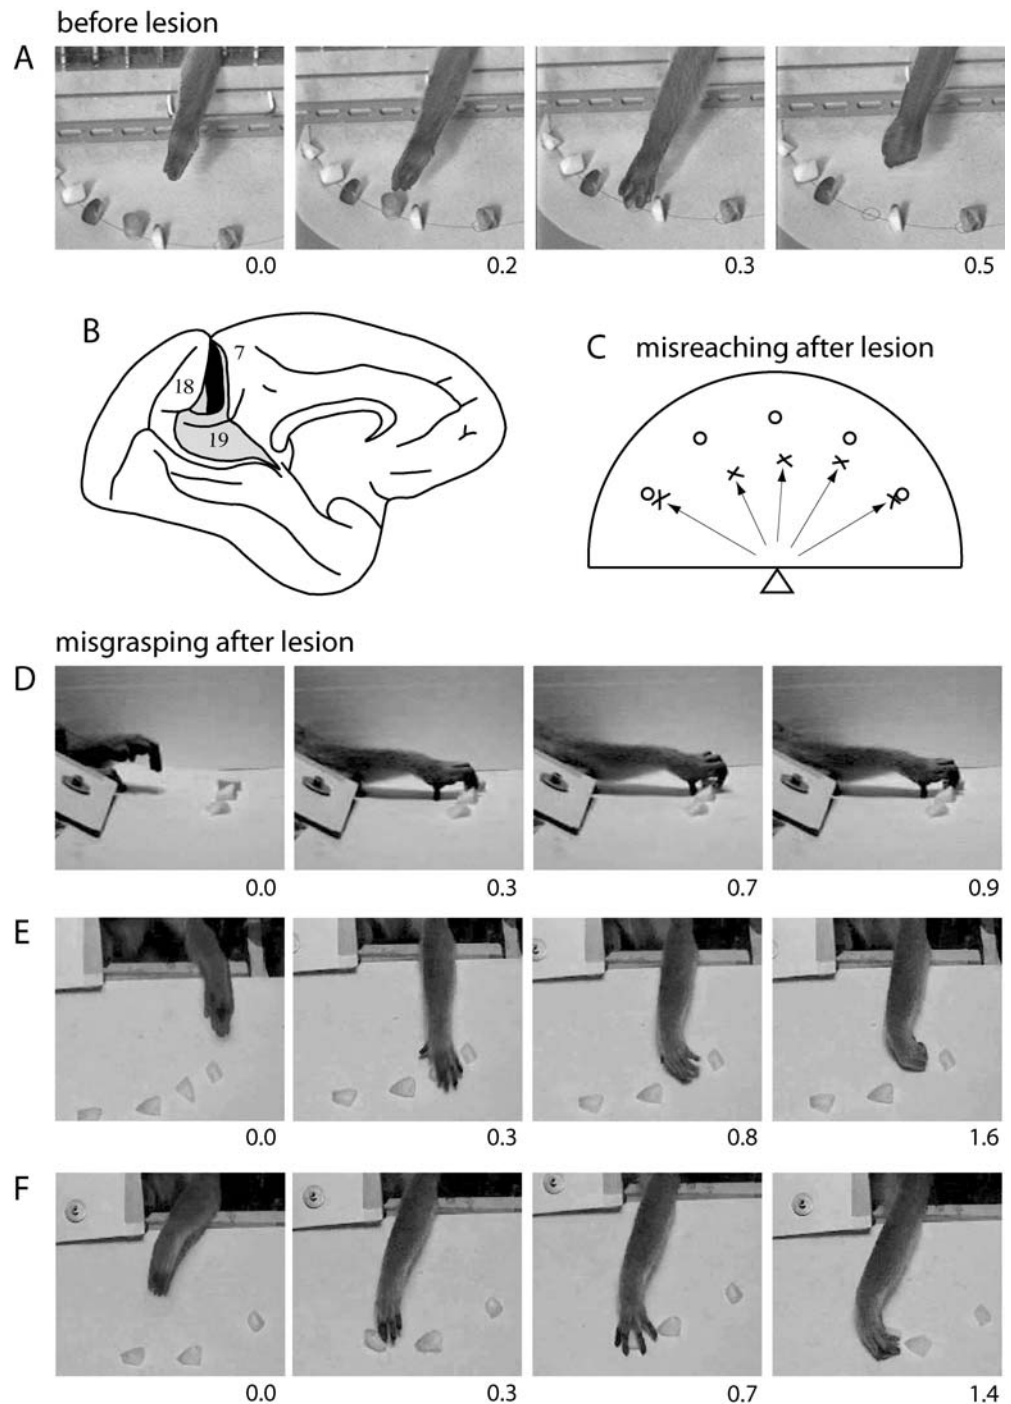 before lesion
A
0.0 0.2 0.3 0.5
B
7
18
19
C misreaching after lesion
misgrasping after lesion
D
0.0 0.3 0.7 0.9
E
0.0 0.3 0.8 1.6
F
0.0 0.3 0.7 1.4